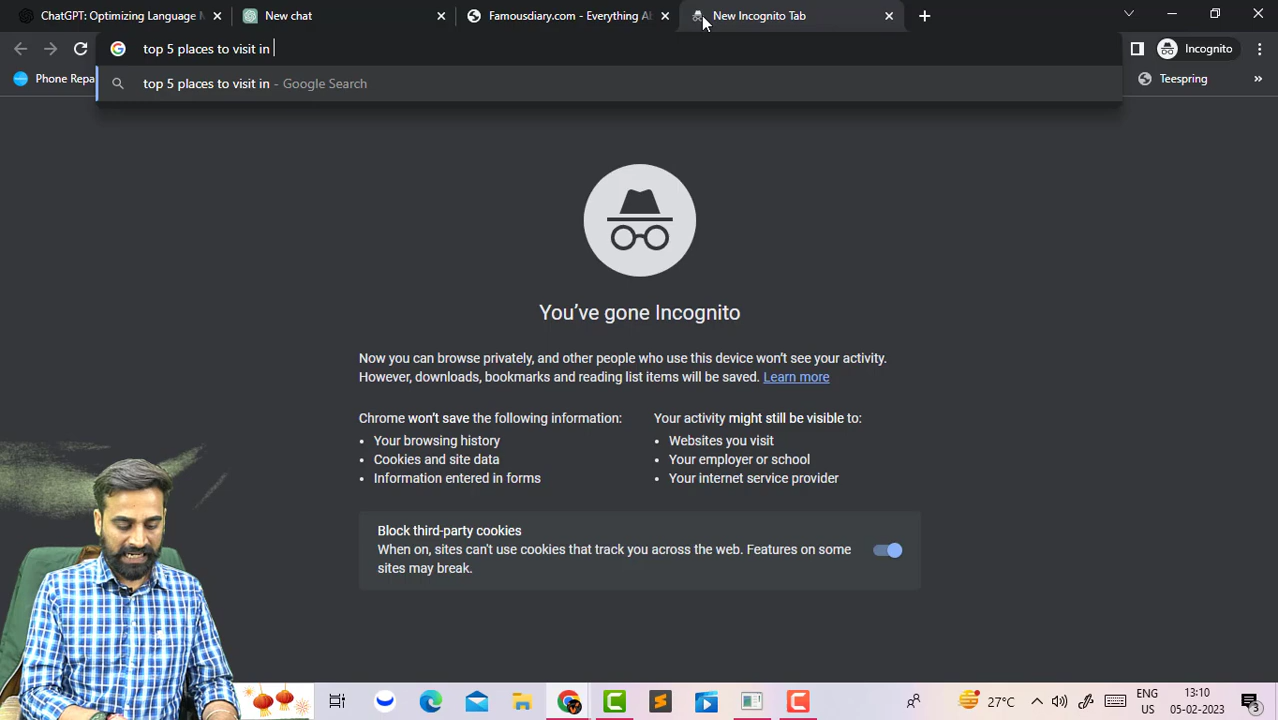 ChatGPT: Optimizing Language M
New chat
Famousdiary.com - Everything A
New Incognito Tab
top 5 places to visit in
Incognito
Phone Repa
top 5 places to visit in - Google Search
Teespring
You've gone Incognito
Now you can browse privately, and other people who use this device won't see your activity.
However, downloads, bookmarks and reading list items will be saved. Learn more
Chrome won't save the following information:
• Your browsing history
• Cookies and site data
• Information entered in forms
Your activity might still be visible to:
• Websites you visit
• Your employer or school
• Your internet service provider
Block third-party cookies
When on, sites can't use cookies that track you across the web. Features on some
sites may break.
27°C
ENG
IN
13:10
05-02-2023
3